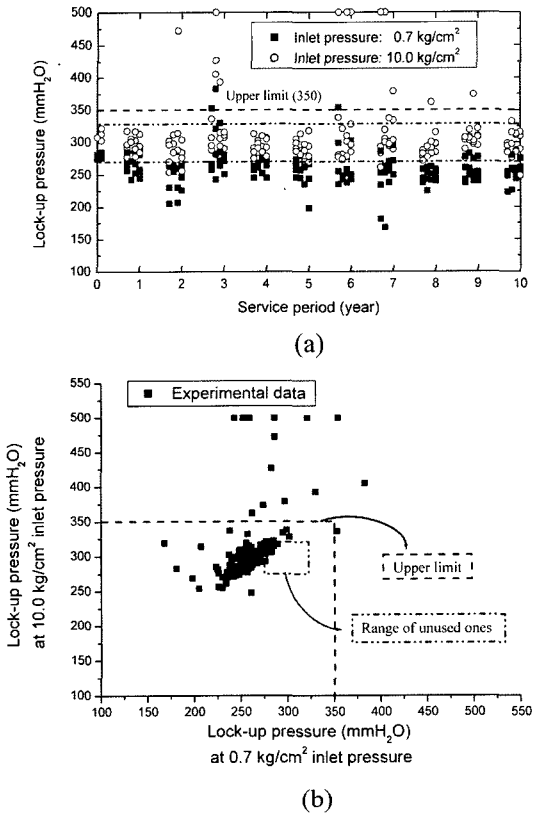 500
450
400
350
300
250
200
150
100
Lock-up pressure (mmH₂O)
Inlet pressure: 0.7 kg/cm²
Inlet pressure: 10.0 kg/cm²
Upper limit (350)
0 1 2 3 4 5 6 7 8 9 10
Service period (year)
(a)
550
500
450
400
350
300
250
200
150
100
Lock-up pressure (mmH₂O)
at 10.0 kg/cm² inlet pressure
Experimental data
Upper limit
Range of unused ones
100 150 200 250 300 350 400 450 500 550
Lock-up pressure (mmH₂O)
at 0.7 kg/cm² inlet pressure
(b)